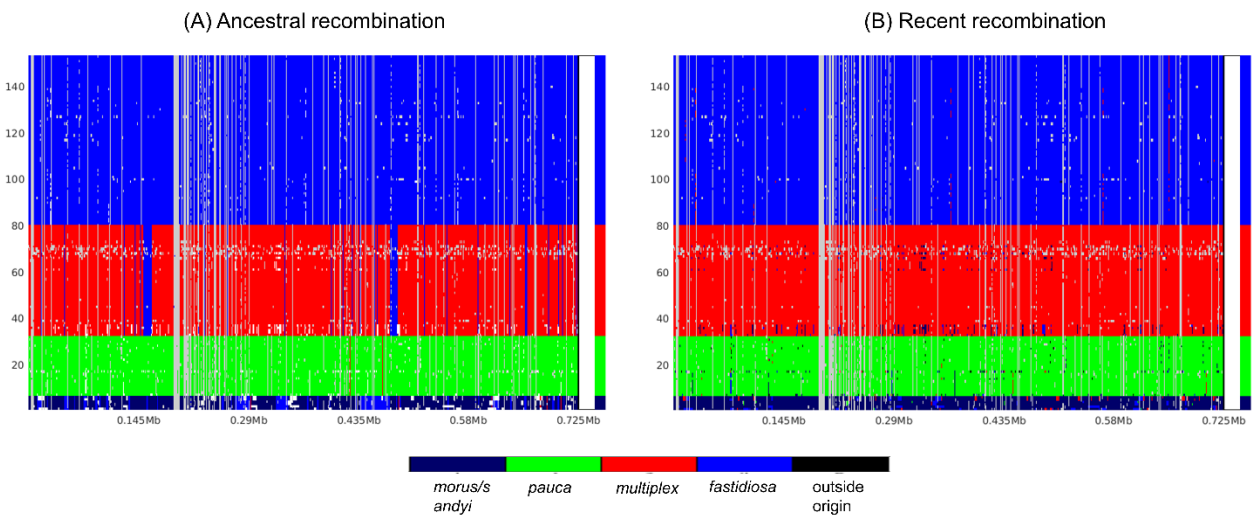 (A) Ancestral recombination
(B) Recent recombination
140
120
100
80
60
40
20
0.145Mb 0.29Mb 0.435Mb 0.58Mb 0.725Mb
140
120
100
80
60
40
20
0.145Mb 0.29Mb 0.435Mb 0.58Mb 0.725Mb
morus/s
andyi
pauca
multiplex
fastidiosa
outside
origin